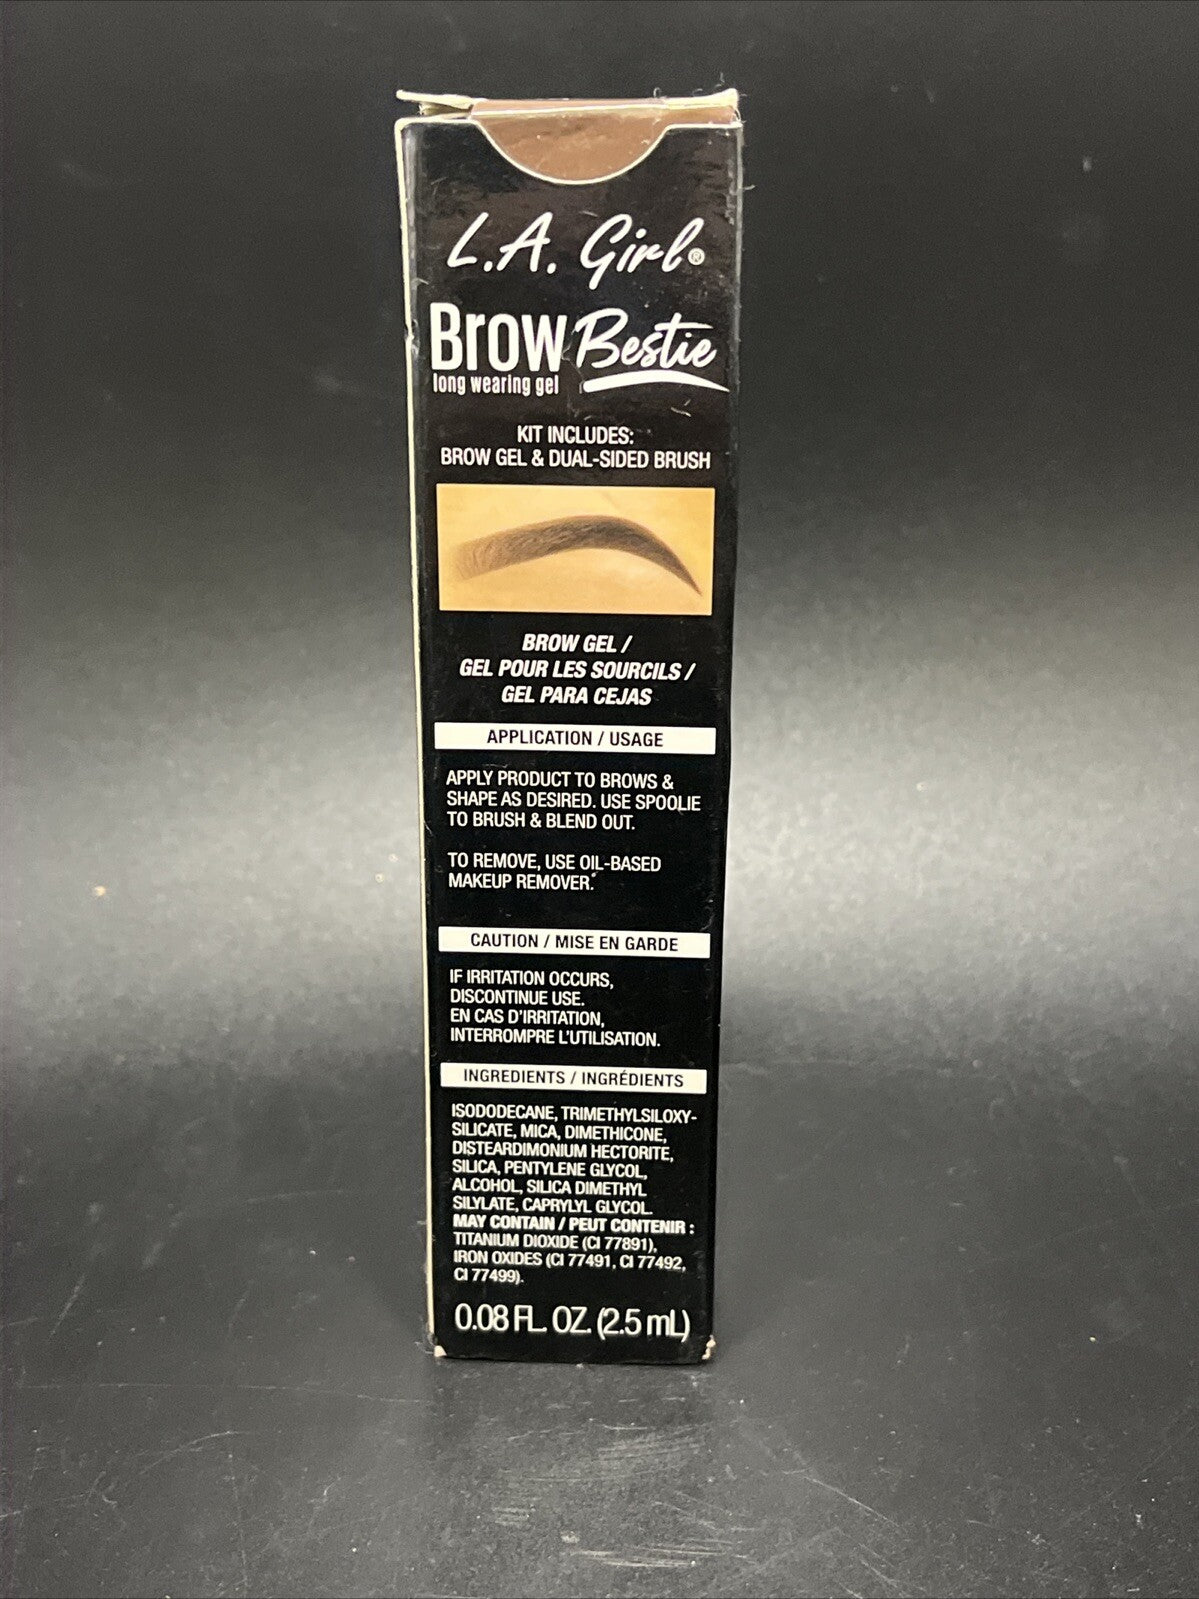 L.A. Girl®
Brow Bestie
long wearing gel
KIT INCLUDES:
BROW GEL & DUAL-SIDED BRUSH
BROW GEL /
GEL POUR LES SOURCILS /
GEL PARA CEJAS
APPLICATION / USAGE
APPLY PRODUCT TO BROWS &
SHAPE AS DESIRED. USE SPOOLIE
TO BRUSH & BLEND OUT.
TO REMOVE, USE OIL-BASED
MAKEUP REMOVER.
CAUTION / MISE EN GARDE
IF IRRITATION OCCURS,
DISCONTINUE USE.
EN CAS D'IRRITATION,
INTERROMPRE L'UTILISATION.
INGREDIENTS / INGRÉDIENTS
ISODODECANE, TRIMETHYLSILOXY-
SILICATE, MICA, DIMETHICONE,
DISTEARDIMONIUM HECTORITE,
SILICA, PENTYLENE GLYCOL,
ALCOHOL, SILICA DIMETHYL
SILYLATE, CAPRYLYL GLYCOL.
MAY CONTAIN / PEUT CONTENIR :
TITANIUM DIOXIDE (CI 77891),
IRON OXIDES (CI 77491, CI 77492,
CI 77499).
0.08 FL. OZ. (2.5 mL)